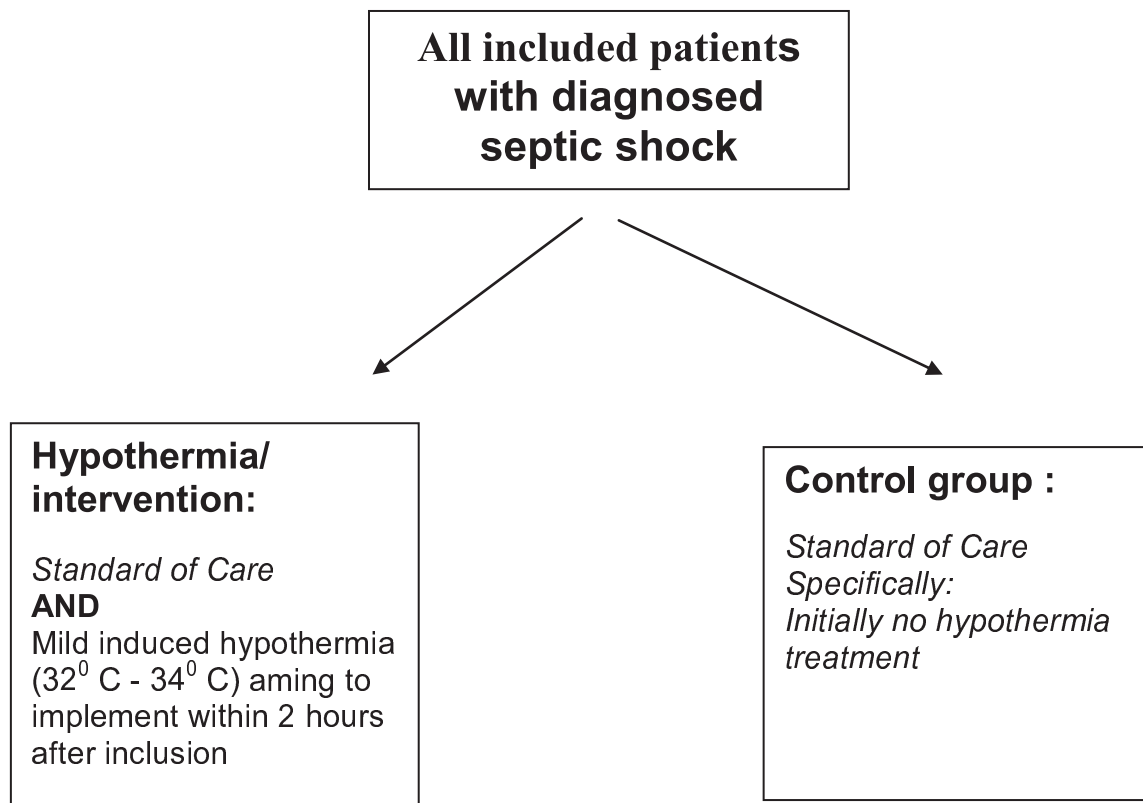 All included patients
with diagnosed
septic shock
Hypothermia/
intervention:
Standard of Care
AND
Mild induced hypothermia
(32⁰ C - 34⁰ C) aming to
implement within 2 hours
after inclusion
Control group :
Standard of Care
Specifically:
Initially no hypothermia
treatment